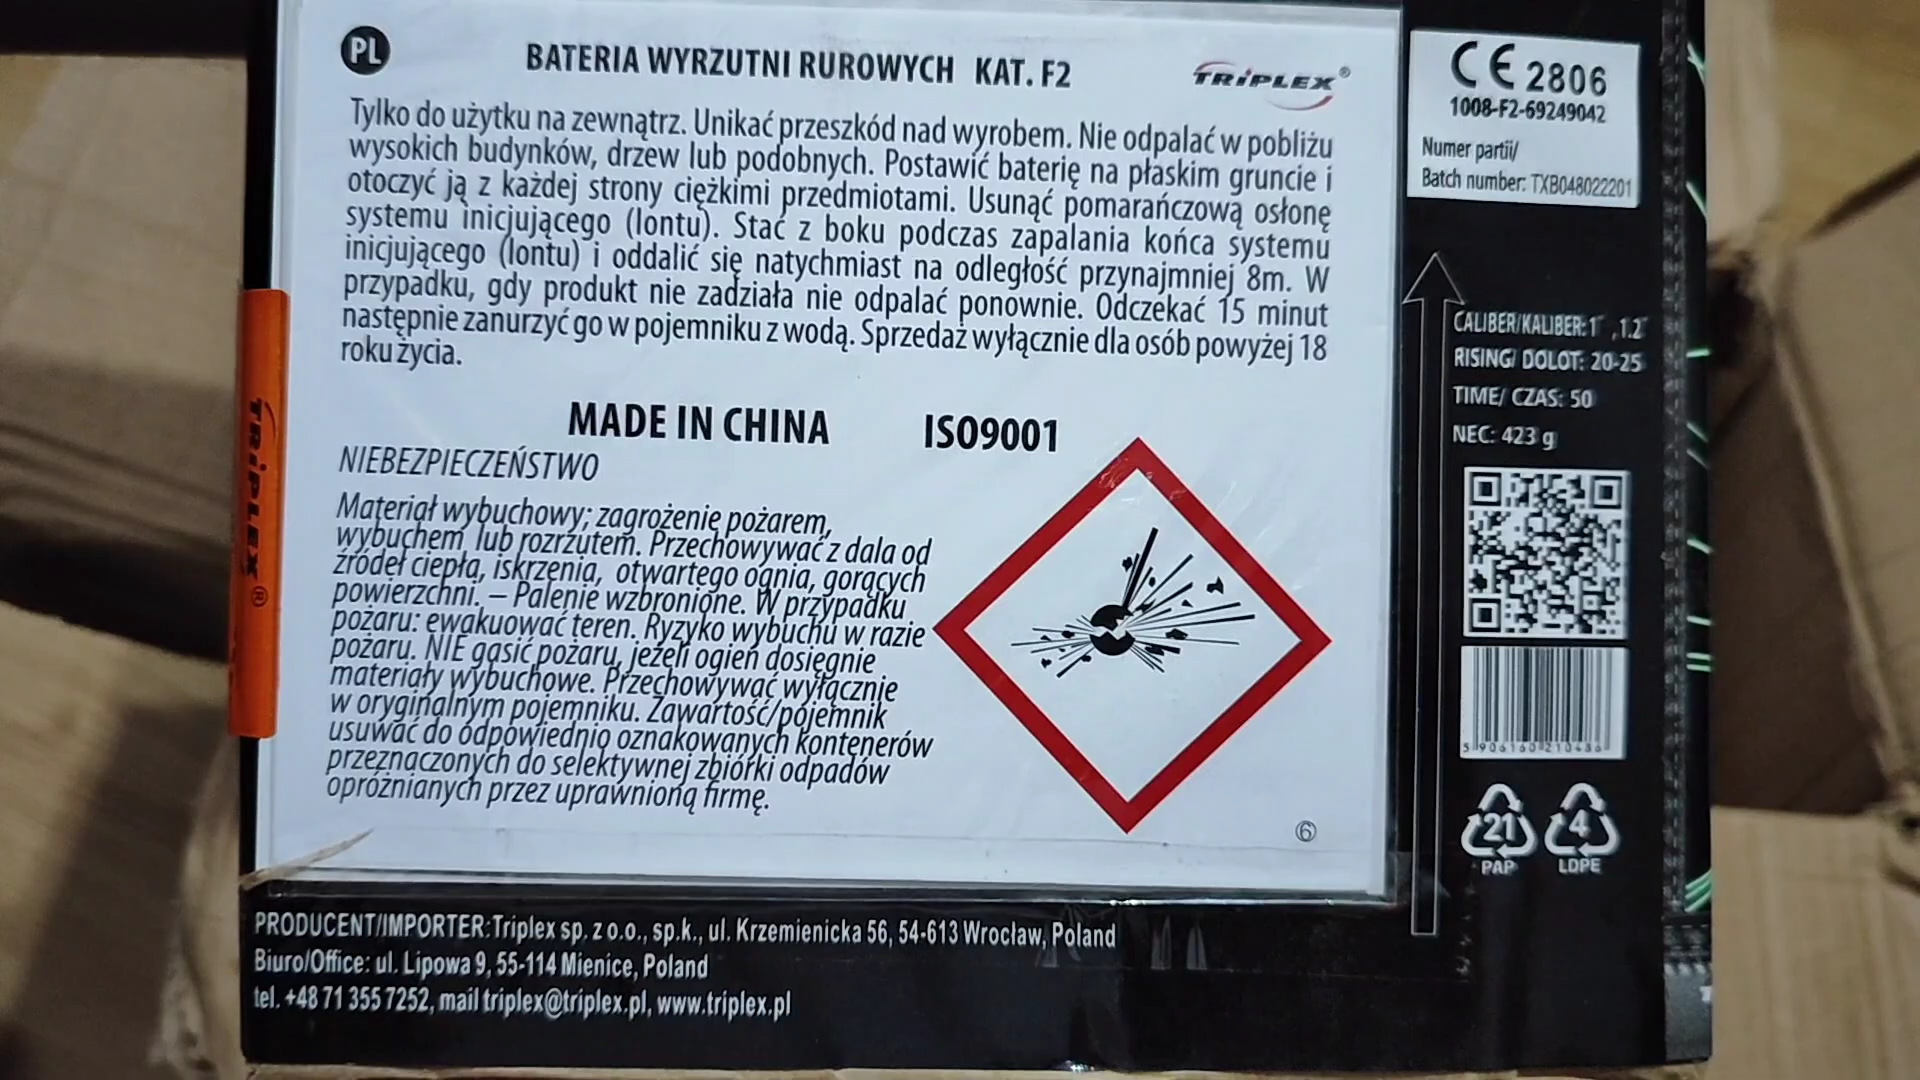 PL
BATERIA WYRZUTNI RUROWYCH KAT. F2
TRiPLEX®
Tylko do użytku na zewnątrz. Unikać przeszkód nad wyrobem. Nie odpalać w pobliżu
wysokich budynków, drzew lub podobnych. Postawić baterię na płaskim gruncie i
otoczyć ją z każdej strony ciężkimi przedmiotami. Usunąć pomarańczową osłonę
systemu inicjującego (lontu). Stać z boku podczas zapalania końca systemu
inicjującego (lontu) i oddalić się natychmiast na odległość przynajmniej 8m. W
przypadku, gdy produkt nie zadziała nie odpalać ponownie. Odczekać 15 minut
następnie zanurzyć go w pojemniku z wodą. Sprzedaż wyłącznie dla osób powyżej 18
roku życia.
MADE IN CHINA ISO9001
NIEBEZPIECZEŃSTWO
Materiał wybuchowy; zagrożenie pożarem,
wybuchem lub rozrzutem. Przechowywać z dala od
źródeł ciepła, iskrzenia, otwartego ognia, gorących
powierzchni. – Palenie wzbronione. W przypadku
pożaru: ewakuować teren. Ryzyko wybuchu w razie
pożaru. NIE gasić pożaru, jeżeli ogień dosięgnie
materiały wybuchowe. Przechowywać wyłącznie
w oryginalnym pojemniku. Zawartość/pojemnik
usuwać do odpowiednio oznakowanych kontenerów
przeznaczonych do selektywnej zbiórki odpadów
opróżnianych przez uprawnioną firmę.
⑥
TRiPLEX®
CE 2806
1008-F2-69249042
Numer partii/
Batch number: TXB048022201
CALIBER/KALIBER: 1", 1.2"
RISING/ DOLOT: 20-25
TIME/ CZAS: 50
NEC: 423 g
5 906160 210436
21
PAP
4
LDPE
PRODUCENT/IMPORTER: Triplex sp. z o.o., sp.k., ul. Krzemienicka 56, 54-613 Wrocław, Poland
Biuro/Office: ul. Lipowa 9, 55-114 Mienice, Poland
tel. +48 71 355 7252, mail triplex@triplex.pl, www.triplex.pl